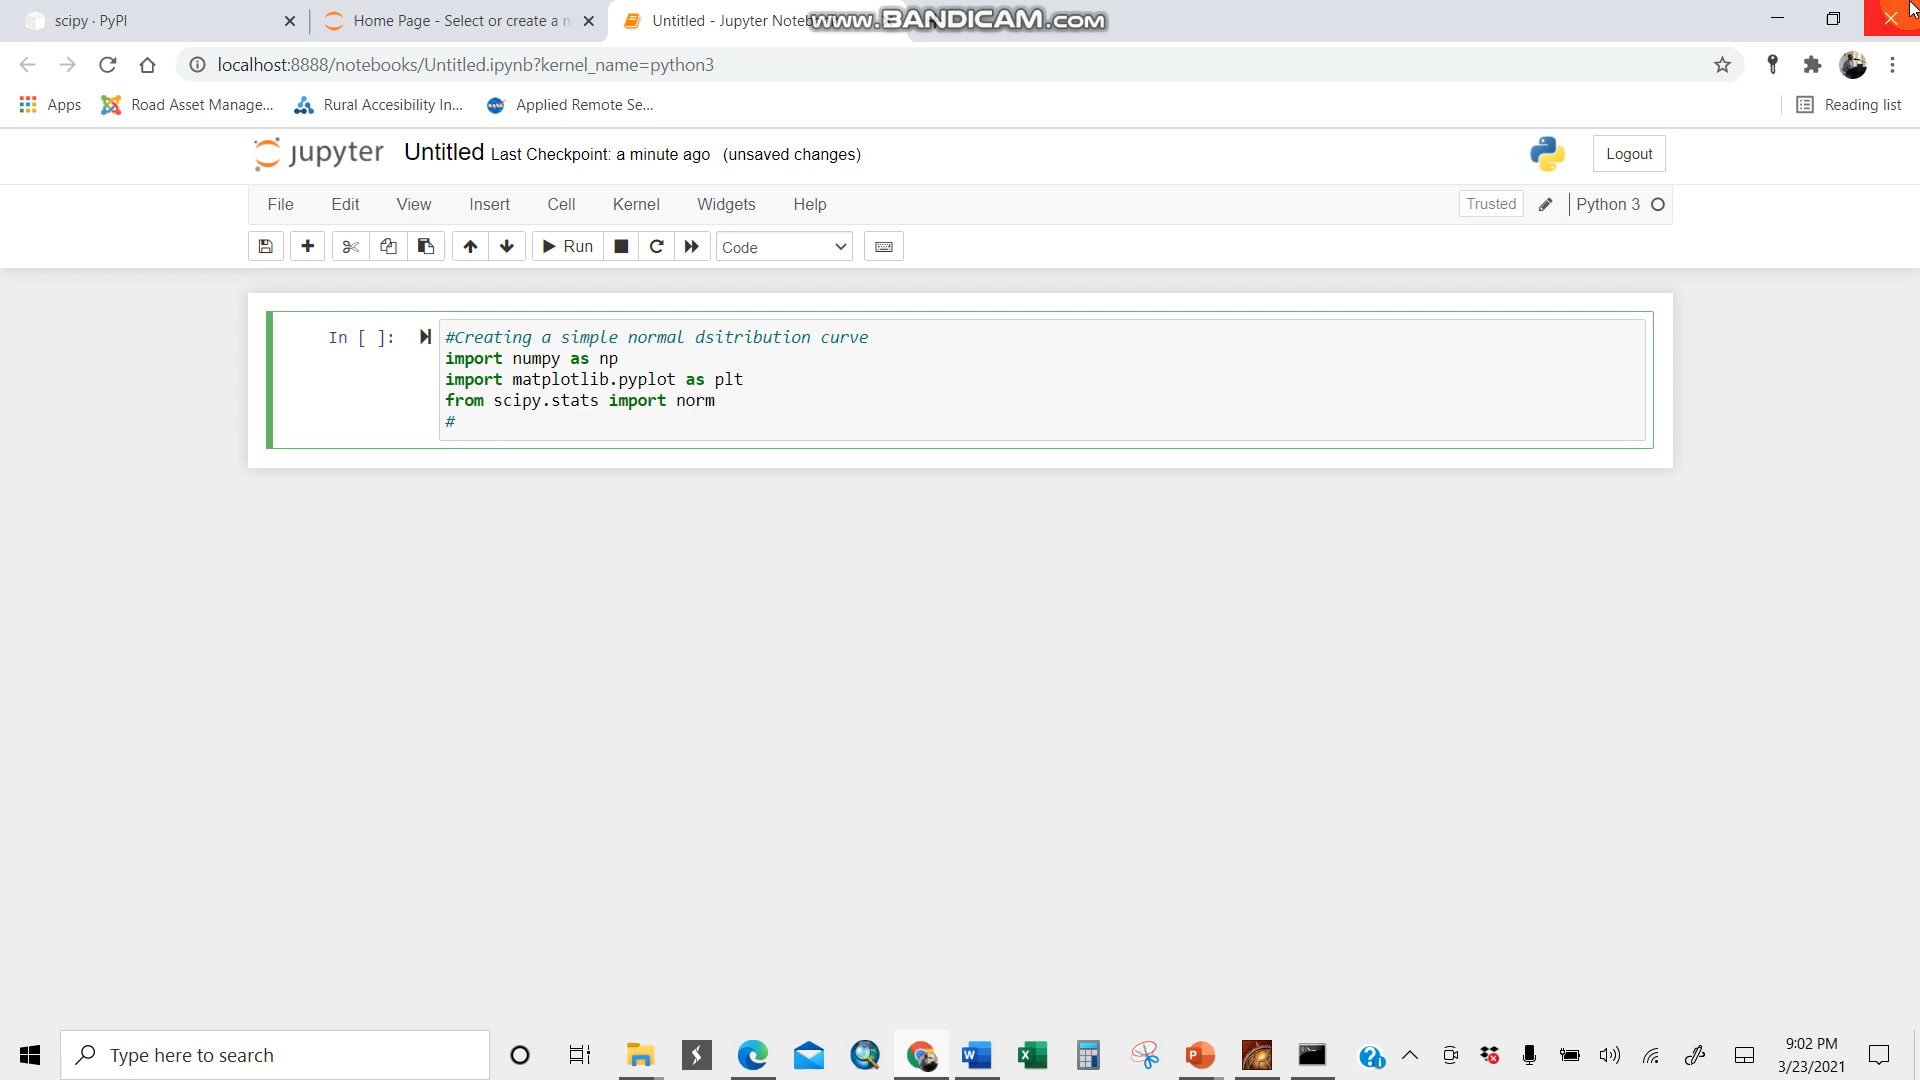 scipy · PyPI
Home Page - Select or create a n
Untitled - Jupyter Noteb
www.BANDICAM.com
localhost:8888/notebooks/Untitled.ipynb?kernel_name=python3
Apps
Road Asset Manage...
Rural Accesibility In...
Applied Remote Se...
Reading list
jupyter
Untitled Last Checkpoint: a minute ago (unsaved changes)
Logout
File Edit View Insert Cell Kernel Widgets Help
Trusted
Python 3
Run
Code
In [ ]:
#Creating a simple normal dsitribution curve
import numpy as np
import matplotlib.pyplot as plt
from scipy.stats import norm
#
Type here to search
9:02 PM
3/23/2021